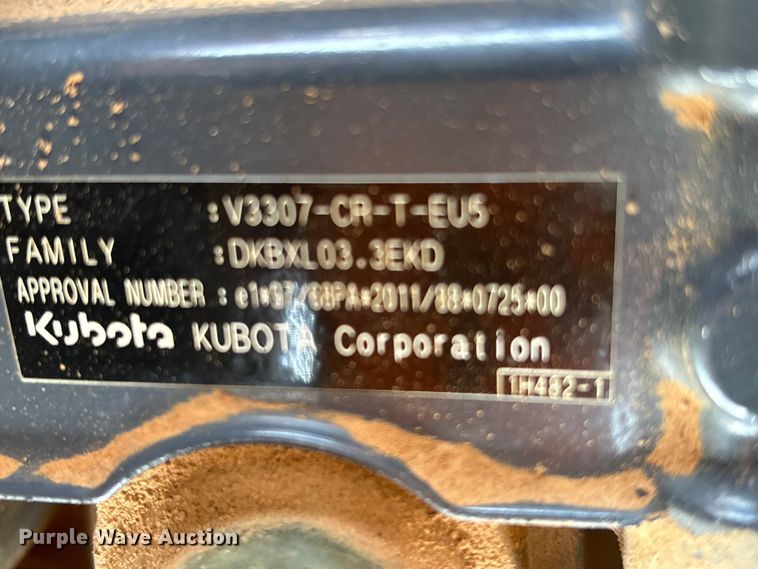 TYPE :V3307-CR-T-EU5
FAMILY :DKBXL03.3EKD
APPROVAL NUMBER : e1*97/68PA*2011/88*0725*00
Kubota KUBOTA Corporation
1H482-1
Purple Wave Auction